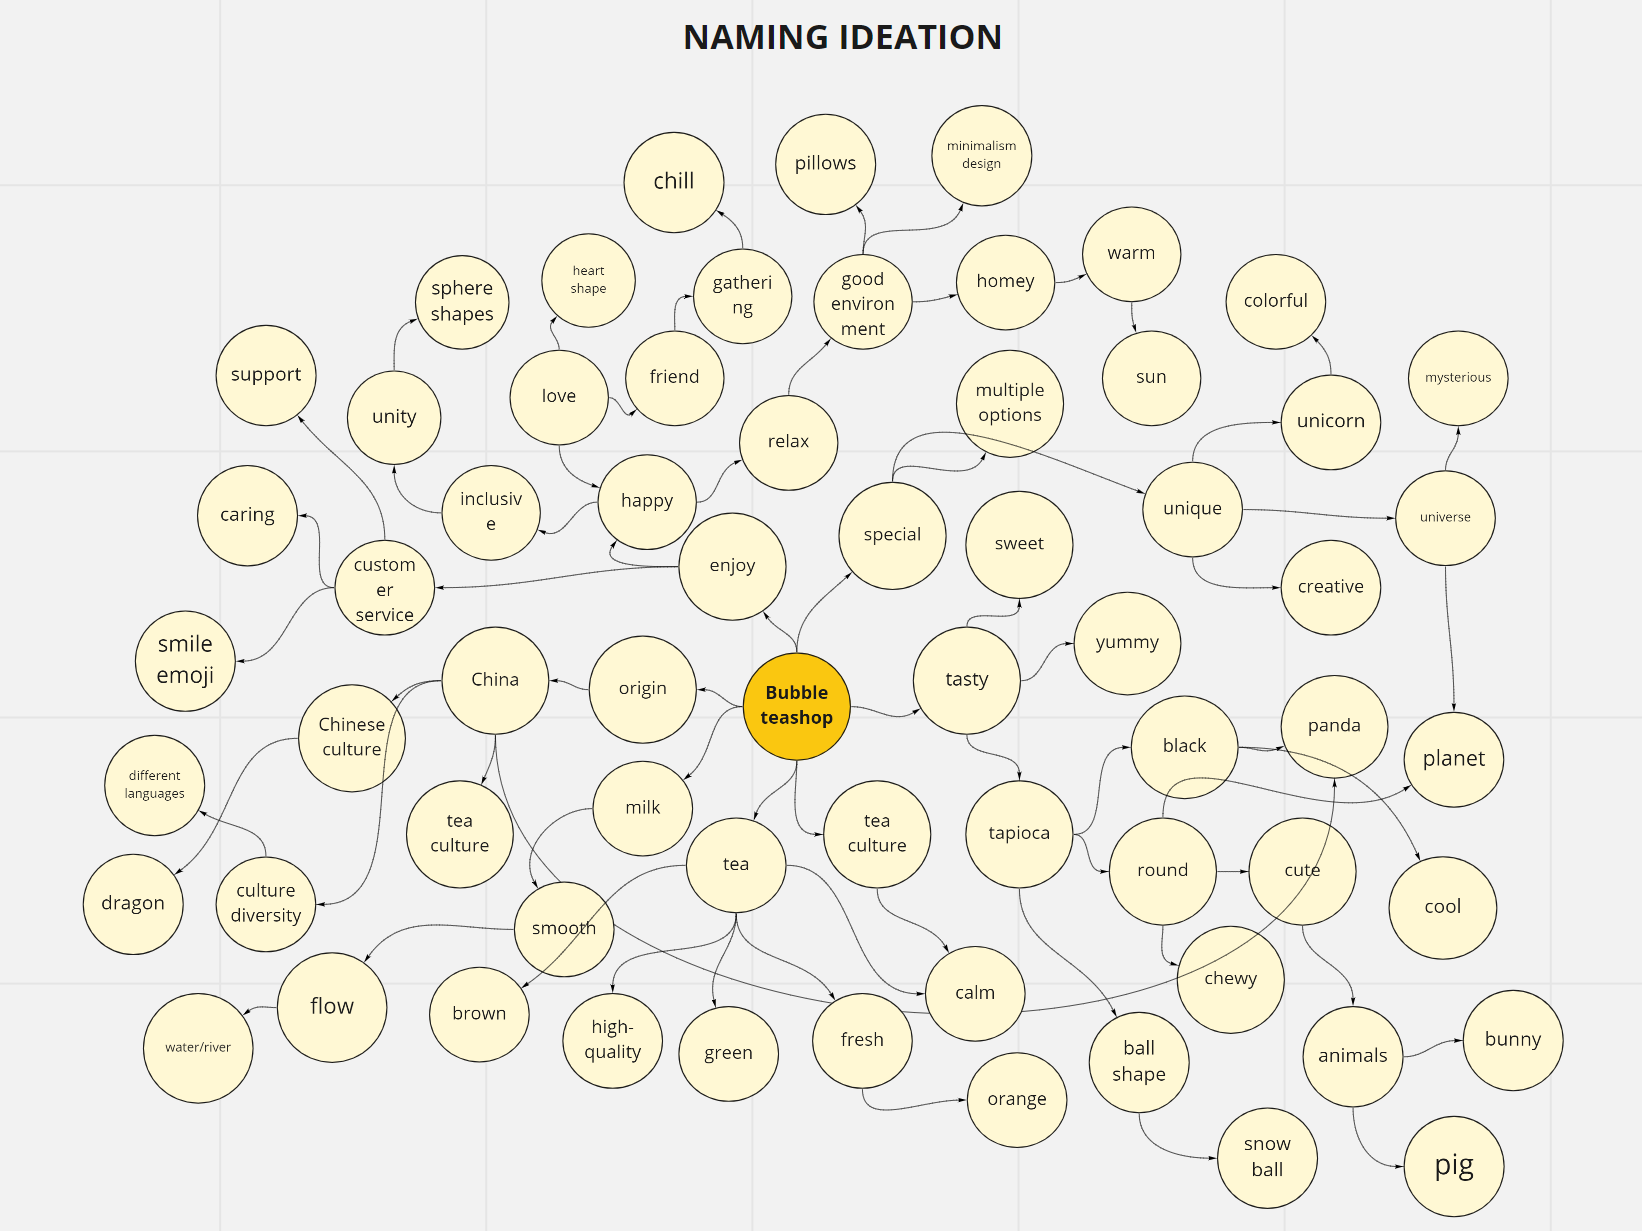 NAMING IDEATION
chill
pillows
minimalism
design
warm
homey
heart
shape
sphere
shapes
gatheri
ng
good
environ
ment
colorful
support
unity
love
friend
relax
multiple
options
sun
unicorn
mysterious
caring
inclusiv
e
happy
special
sweet
unique
universe
creative
enjoy
custom
er
service
smile
emoji
China
origin
Bubble
teashop
tasty
yummy
Chinese
culture
black
panda
planet
different
languages
milk
tea
culture
tea
tea
culture
tapioca
round
cute
cool
dragon
culture
diversity
smooth
chewy
calm
flow
brown
high-
quality
green
fresh
water/river
ball
shape
animals
bunny
orange
snow
ball
pig